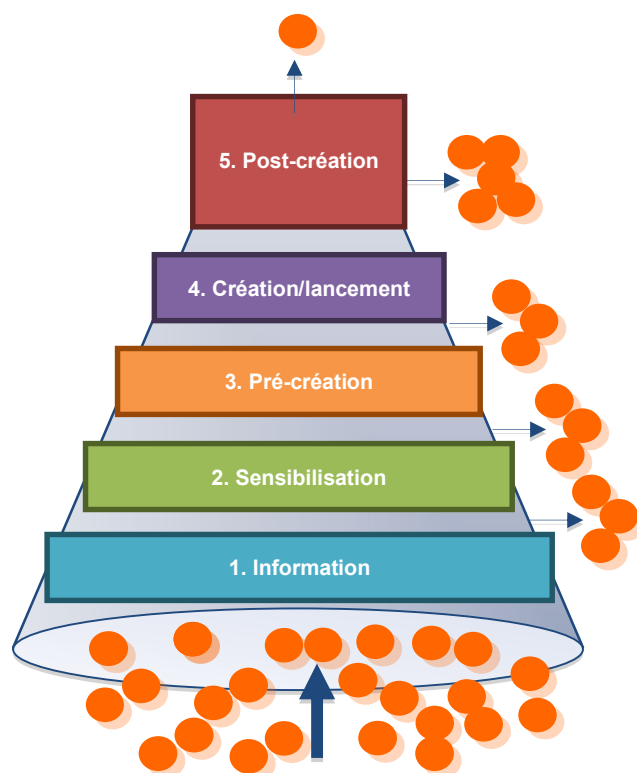 5. Post-création
4. Création/lancement
3. Pré-création
2. Sensibilisation
1. Information